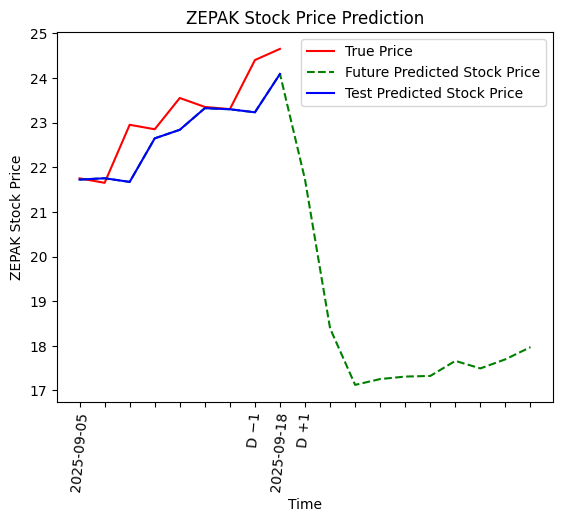 ZEPAK Stock Price Prediction
25
24
23
22
21
20
19
18
17
ZEPAK Stock Price
True Price
Future Predicted Stock Price
Test Predicted Stock Price
2025-09-05
D −1
2025-09-18
D +1
Time